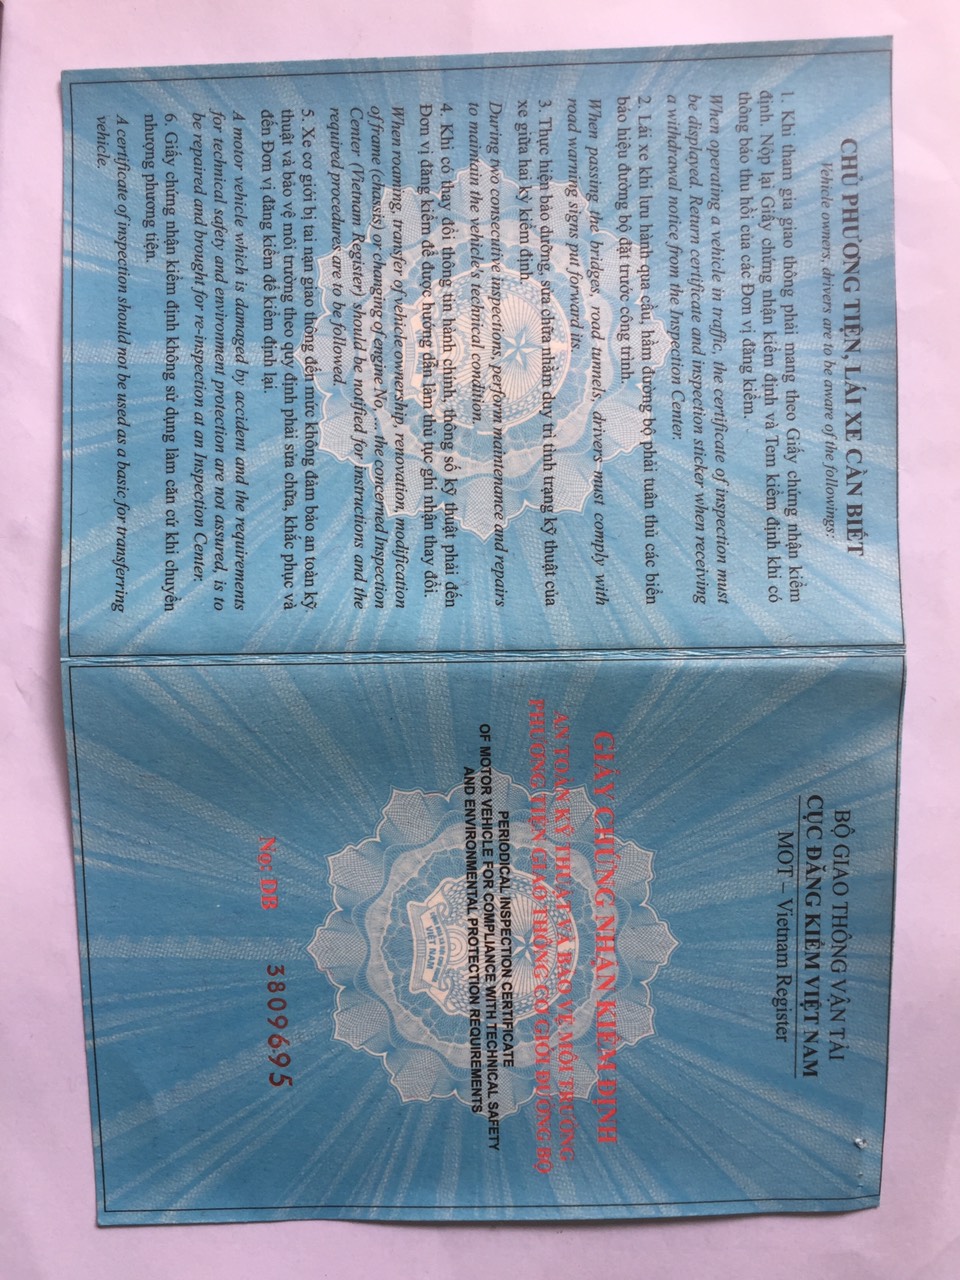 CHỦ PHƯƠNG TIỆN, LÁI XE CẦN BIẾT
Vehicle owners, drivers are to be aware of the followings:
1. Khi tham gia giao thông phải mang theo Giấy chứng nhận kiểm
định. Nộp lại Giấy chứng nhận kiểm định và Tem kiểm định khi có
thông báo thu hồi của các Đơn vị đăng kiểm.
When operating a vehicle in traffic, the certificate of inspection must
be displayed. Return certificate and inspection sticker when receiving
a withdrawal notice from the Inspection Center.
2. Lái xe khi lưu hành qua cầu, hầm đường bộ phải tuân thủ các biển
báo hiệu đường bộ đặt trước công trình.
When passing the bridges, road tunnels, drivers must comply with
road warning signs put forward its.
3. Thực hiện bảo dưỡng, sửa chữa nhằm duy trì tình trạng kỹ thuật của
xe giữa hai kỳ kiểm định.
During two consecutive inspections, perform maintenance and repairs
to maintain the vehicle's technical condition.
4. Khi có thay đổi thông tin hành chính, thông số kỹ thuật phải đến
Đơn vị đăng kiểm để được hướng dẫn làm thủ tục ghi nhận thay đổi.
When roaming, transfer of vehicle ownership, renovation, modification
of frame (chassis) or changing of engine No... the concerned Inspection
Center (Vietnam Register) should be notified for instructions and the
required procedures are to be followed.
5. Xe cơ giới bị tai nạn giao thông đến mức không đảm bảo an toàn kỹ
thuật và bảo vệ môi trường theo quy định phải sửa chữa, khắc phục và
đến Đơn vị đăng kiểm để kiểm định lại.
A motor vehicle which is damaged by accident and the requirements
for technical safety and environment protection are not assured, is to
be repaired and brought for re-inspection at an Inspection Center.
6. Giấy chứng nhận kiểm định không sử dụng làm căn cứ khi chuyển
nhượng phương tiện.
A certificate of inspection should not be used as a basic for transferring
vehicle.
BỘ GIAO THÔNG VẬN TẢI
CỤC ĐĂNG KIỂM VIỆT NAM
MOT – Vietnam Register
GIẤY CHỨNG NHẬN KIỂM ĐỊNH
AN TOÀN KỸ THUẬT VÀ BẢO VỆ MÔI TRƯỜNG
PHƯƠNG TIỆN GIAO THÔNG CƠ GIỚI ĐƯỜNG BỘ
PERIODICAL INSPECTION CERTIFICATE
OF MOTOR VEHICLE FOR COMPLIANCE WITH TECHNICAL SAFETY
AND ENVIRONMENTAL PROTECTION REQUIREMENTS
VIỆT NAM
No: DB 3809695